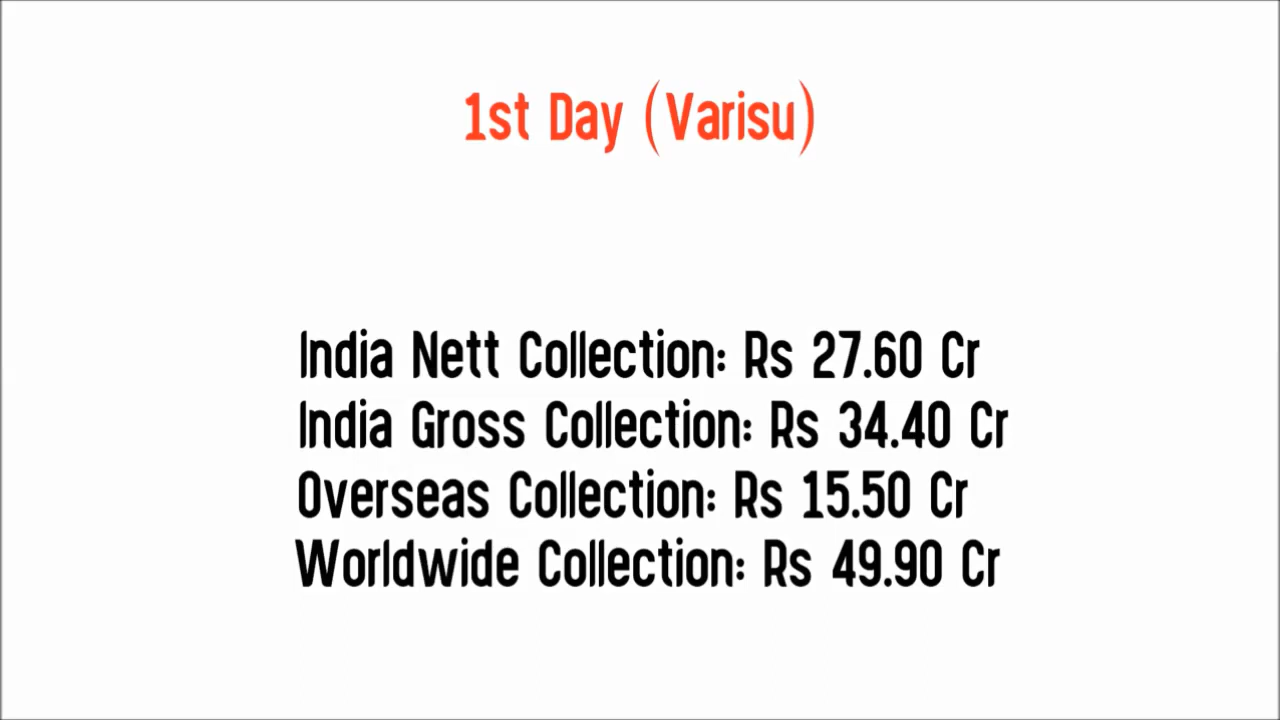 1st Day (Varisu)
India Nett Collection: Rs 27.60 Cr
India Gross Collection: Rs 34.40 Cr
Overseas Collection: Rs 15.50 Cr
Worldwide Collection: Rs 49.90 Cr